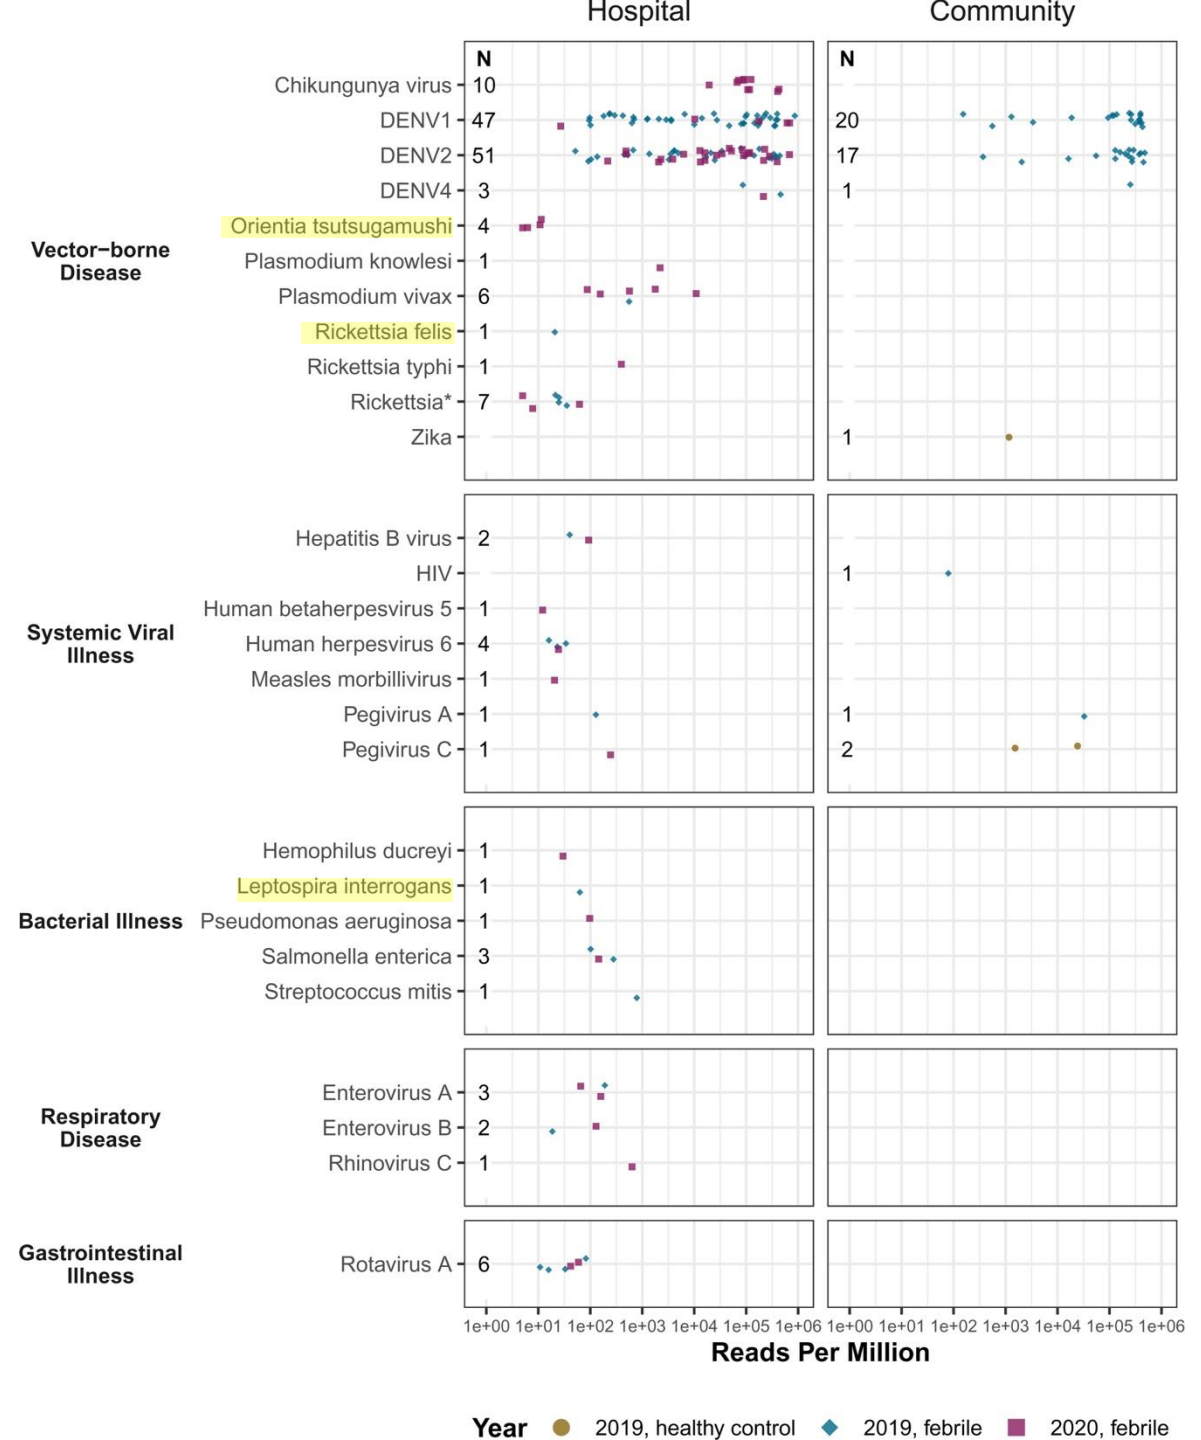 Hospital Community
N N
Chikungunya virus 10
DENV1 47 20
DENV2 51 17
DENV4 3 1
Orientia tsutsugamushi 4
Vector−borne
Disease
Plasmodium knowlesi 1
Plasmodium vivax 6
Rickettsia felis 1
Rickettsia typhi 1
Rickettsia* 7
Zika 1
Hepatitis B virus 2
HIV 1
Human betaherpesvirus 5 1
Systemic Viral
Illness
Human herpesvirus 6 4
Measles morbillivirus 1
Pegivirus A 1 1
Pegivirus C 1 2
Hemophilus ducreyi 1
Leptospira interrogans 1
Bacterial Illness
Pseudomonas aeruginosa 1
Salmonella enterica 3
Streptococcus mitis 1
Respiratory
Disease
Enterovirus A 3
Enterovirus B 2
Rhinovirus C 1
Gastrointestinal
Illness
Rotavirus A 6
1e+00 1e+01 1e+02 1e+03 1e+04 1e+05 1e+06 1e+00 1e+01 1e+02 1e+03 1e+04 1e+05 1e+06
Reads Per Million
Year 2019, healthy control 2019, febrile 2020, febrile